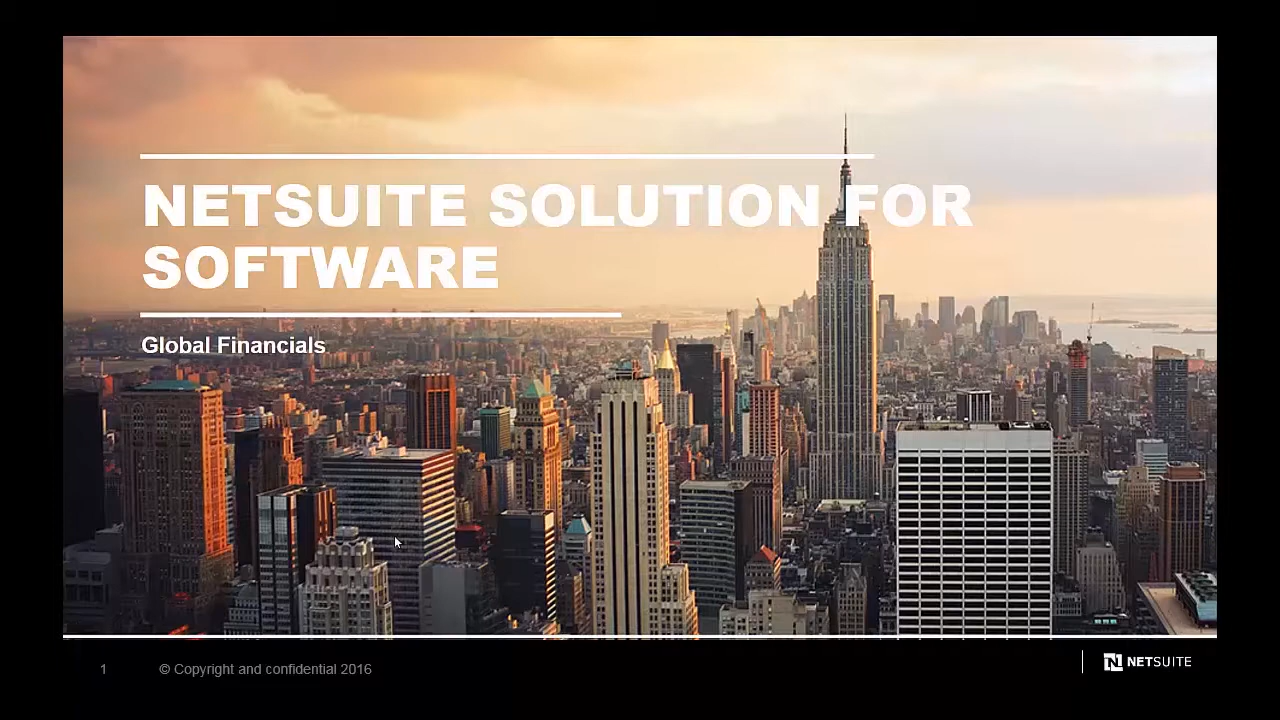 NETSUITE SOLUTION FOR
SOFTWARE
Global Financials
1
© Copyright and confidential 2016
NETSUITE